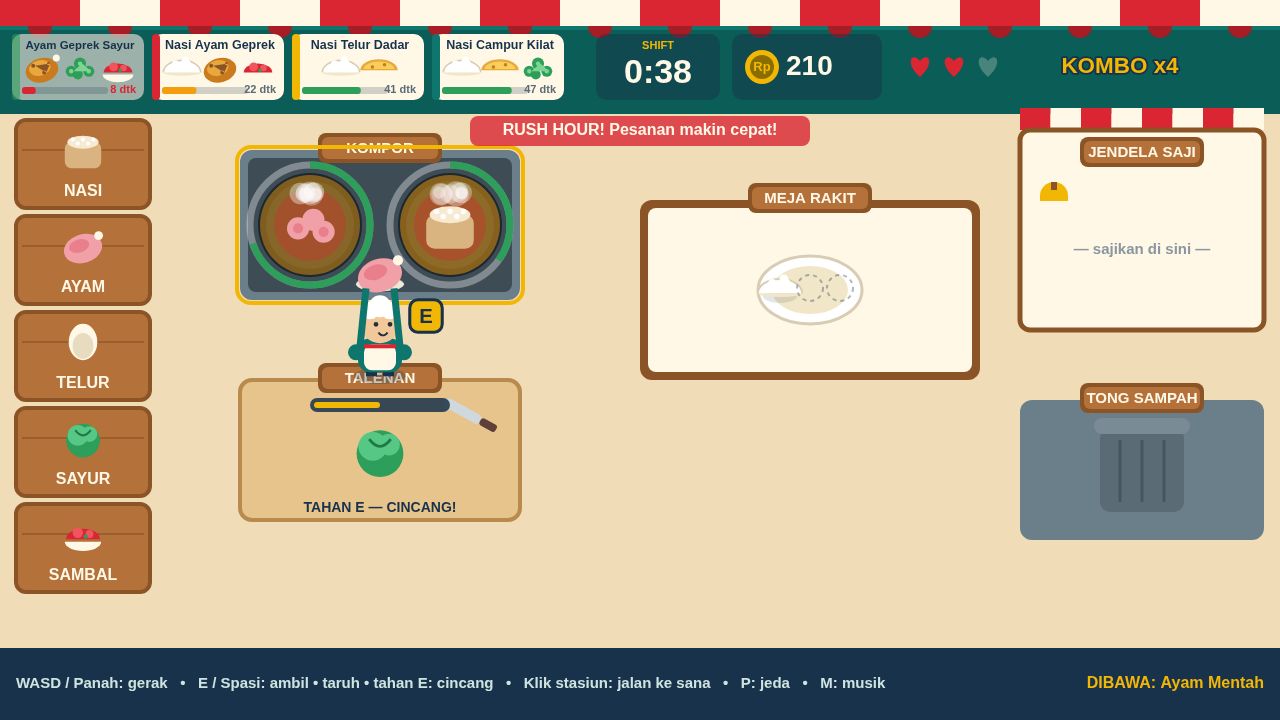 Ayam Geprek Sayur
8 dtk
Nasi Ayam Geprek
22 dtk
Nasi Telur Dadar
41 dtk
Nasi Campur Kilat
47 dtk
SHIFT
0:38
Rp 210
KOMBO x4
RUSH HOUR! Pesanan makin cepat!
NASI
AYAM
TELUR
SAYUR
SAMBAL
KOMPOR
E
TALENAN
TAHAN E — CINCANG!
MEJA RAKIT
JENDELA SAJI
— sajikan di sini —
TONG SAMPAH
WASD / Panah: gerak • E / Spasi: ambil • taruh • tahan E: cincang • Klik stasiun: jalan ke sana • P: jeda • M: musik
DIBAWA: Ayam Mentah